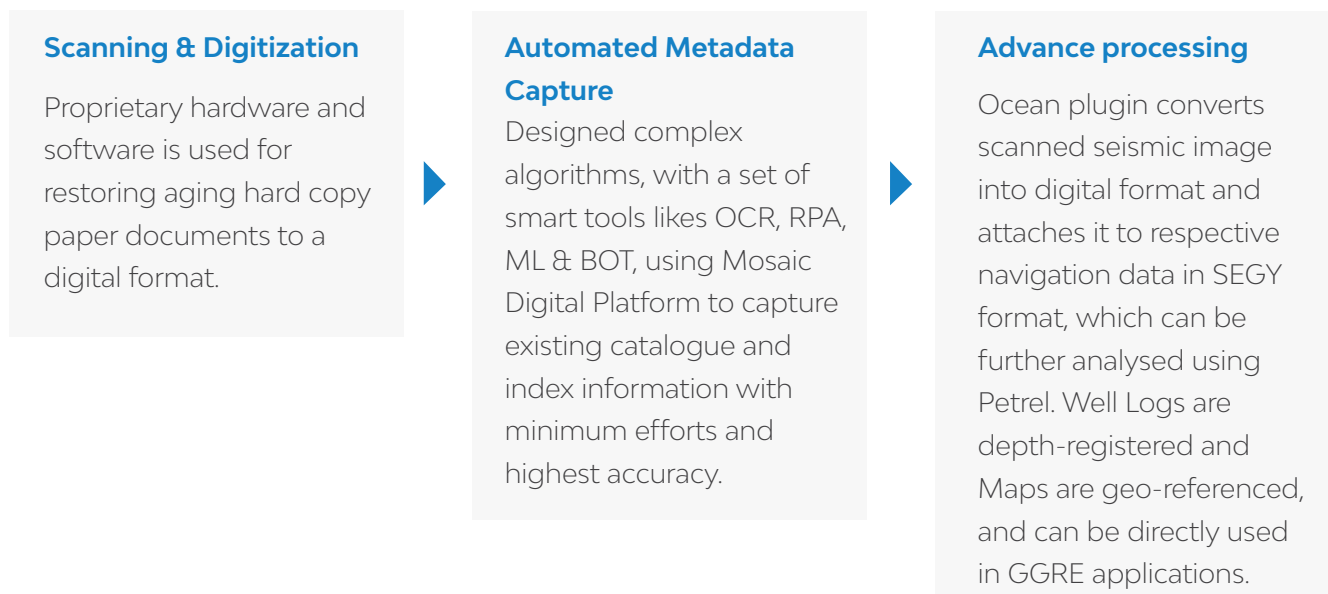 Scanning & Digitization
Proprietary hardware and
software is used for
restoring aging hard copy
paper documents to a
digital format.
Automated Metadata
Capture
Designed complex
algorithms, with a set of
smart tools likes OCR, RPA,
ML & BOT, using Mosaic
Digital Platform to capture
existing catalogue and
index information with
minimum efforts and
highest accuracy.
Advance processing
Ocean plugin converts
scanned seismic image
into digital format and
attaches it to respective
navigation data in SEGY
format, which can be
further analysed using
Petrel. Well Logs are
depth-registered and
Maps are geo-referenced,
and can be directly used
in GGRE applications.